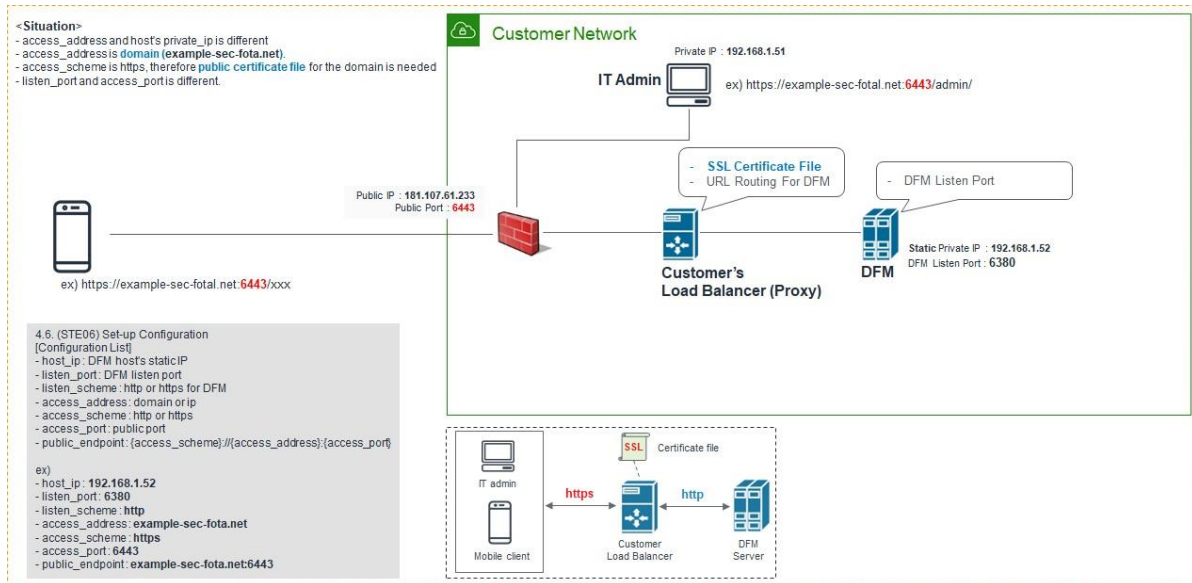 <Situation>
- access_address and host's private_ip is different
- access_address is domain (example-sec-fota.net).
- access_scheme is https, therefore public certificate file for the domain is needed
- listen_port and access_port is different.
Customer Network
Private IP : 192.168.1.51
IT Admin
ex) https://example-sec-fotal.net:6443/admin/
- SSL Certificate File
- URL Routing For DFM
- DFM Listen Port
Public IP : 181.107.61.233
Public Port : 6443
Static Private IP : 192.168.1.52
DFM Listen Port : 6380
Customer's
Load Balancer (Proxy)
DFM
ex) https://example-sec-fotal.net:6443/xxx
4.6. (STE06) Set-up Configuration
[Configuration List]
- host_ip : DFM host's static IP
- listen_port : DFM listen port
- listen_scheme : http or https for DFM
- access_address: domain or ip
- access_scheme : http or https
- access_port : public port
- public_endpoint : {access_scheme}://{access_address}:{access_port}
ex)
- host_ip : 192.168.1.52
- listen_port : 6380
- listen_scheme : http
- access_address : example-sec-fota.net
- access_scheme : https
- access_port : 6443
- public_endpoint : example-sec-fota.net:6443
SSL
Certificate file
IT admin
https
http
Mobile client
Customer
Load Balancer
DFM
Server